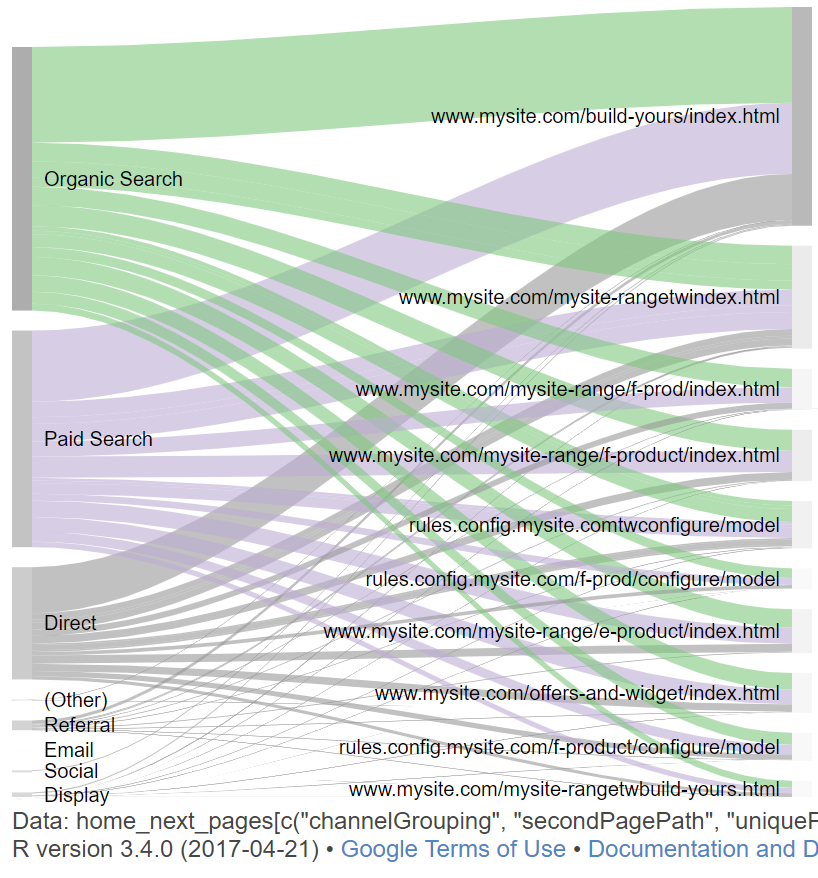 www.mysite.com/build-yours/index.html
Organic Search
www.mysite.com/mysite-rangetwindex.html
www.mysite.com/mysite-range/f-prod/index.html
Paid Search
www.mysite.com/mysite-range/f-product/index.html
rules.config.mysite.comtwconfigure/model
rules.config.mysite.com/f-prod/configure/model
Direct
www.mysite.com/mysite-range/e-product/index.html
www.mysite.com/offers-and-widget/index.html
(Other)
Referral
Email
rules.config.mysite.com/f-product/configure/model
Social
www.mysite.com/mysite-rangetwbuild-yours.html
Display
Data: home_next_pages[c("channelGrouping", "secondPagePath", "uniqueP
R version 3.4.0 (2017-04-21) • Google Terms of Use • Documentation and D